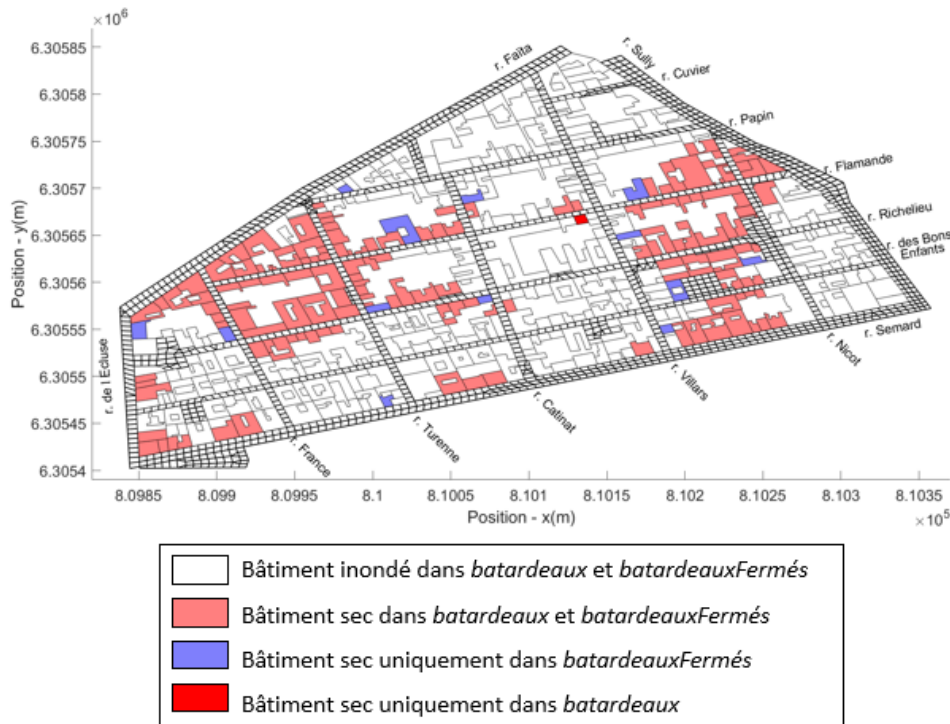 ×10⁶
6.30585
6.3058
6.30575
6.3057
6.30565
6.3056
6.30555
6.3055
6.30545
6.3054
Position - y(m)
r. Faïta
r. Sully
r. Cuvier
r. Papin
r. Flamande
r. Richelieu
r. des Bons
Enfants
r. Semard
r. Nicot
r. Villars
r. Catinat
r. Turenne
r. France
r. de l Ecluse
8.0985
8.099
8.0995
8.1
8.1005
8.101
8.1015
8.102
8.1025
8.103
8.1035
Position - x(m)
×10⁵
Bâtiment inondé dans batardeaux et batardeauxFermés
Bâtiment sec dans batardeaux et batardeauxFermés
Bâtiment sec uniquement dans batardeauxFermés
Bâtiment sec uniquement dans batardeaux